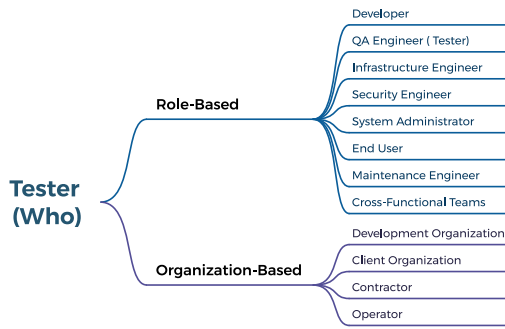 Tester
(Who)
Role-Based
Developer
QA Engineer ( Tester)
Infrastructure Engineer
Security Engineer
System Administrator
End User
Maintenance Engineer
Cross-Functional Teams
Organization-Based
Development Organization
Client Organization
Contractor
Operator